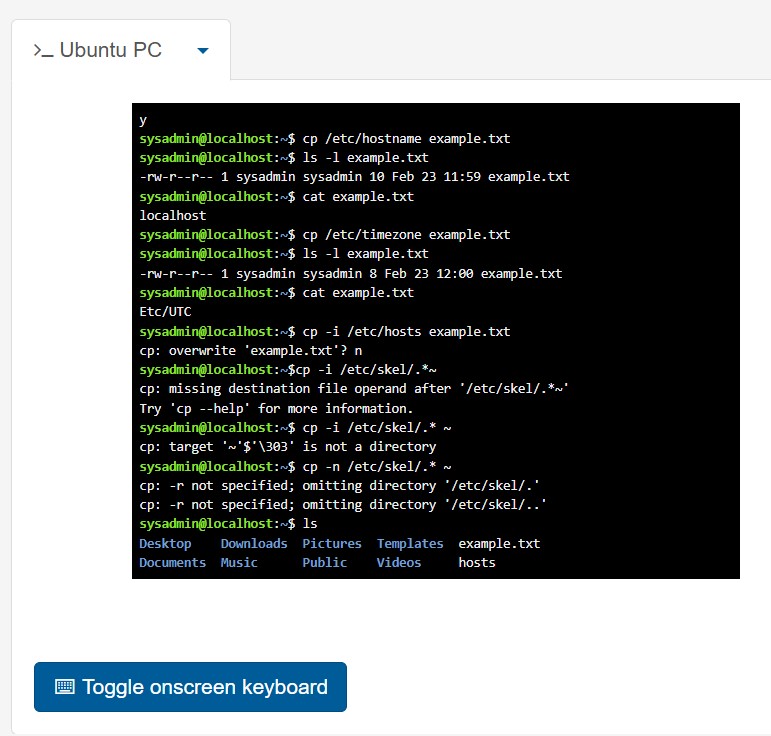 >_ Ubuntu PC
y
sysadmin@localhost:~$ cp /etc/hostname example.txt
sysadmin@localhost:~$ ls -l example.txt
-rw-r--r-- 1 sysadmin sysadmin 10 Feb 23 11:59 example.txt
sysadmin@localhost:~$ cat example.txt
localhost
sysadmin@localhost:~$ cp /etc/timezone example.txt
sysadmin@localhost:~$ ls -l example.txt
-rw-r--r-- 1 sysadmin sysadmin 8 Feb 23 12:00 example.txt
sysadmin@localhost:~$ cat example.txt
Etc/UTC
sysadmin@localhost:~$ cp -i /etc/hosts example.txt
cp: overwrite 'example.txt'? n
sysadmin@localhost:~$cp -i /etc/skel/.*~
cp: missing destination file operand after '/etc/skel/.*~'
Try 'cp --help' for more information.
sysadmin@localhost:~$ cp -i /etc/skel/.* ~
cp: target '~'$'\303' is not a directory
sysadmin@localhost:~$ cp -n /etc/skel/.* ~
cp: -r not specified; omitting directory '/etc/skel/.'
cp: -r not specified; omitting directory '/etc/skel/..'
sysadmin@localhost:~$ ls
Desktop Downloads Pictures Templates example.txt
Documents Music Public Videos hosts
Toggle onscreen keyboard